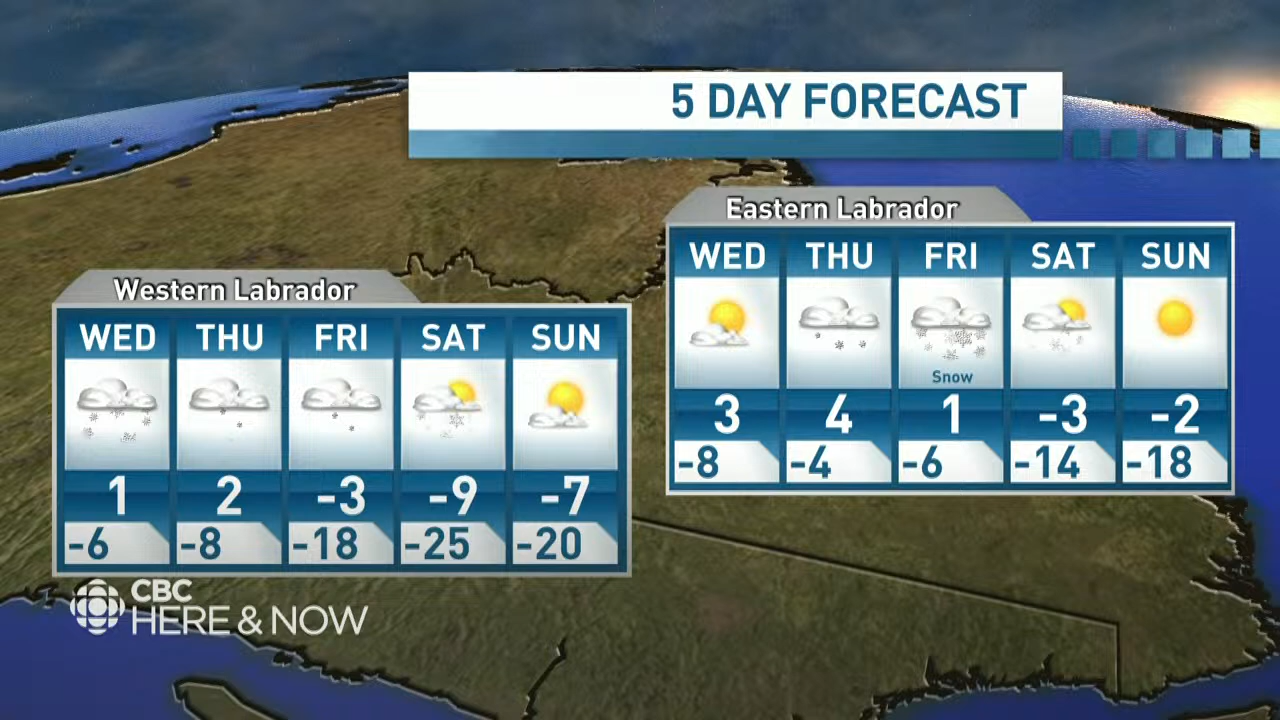 5 DAY FORECAST
Eastern Labrador
WED THU FRI SAT SUN
Snow
3 4 1 -3 -2
-8 -4 -6 -14 -18
Western Labrador
WED THU FRI SAT SUN
1 2 -3 -9 -7
-6 -8 -18 -25 -20
CBC
HERE & NOW